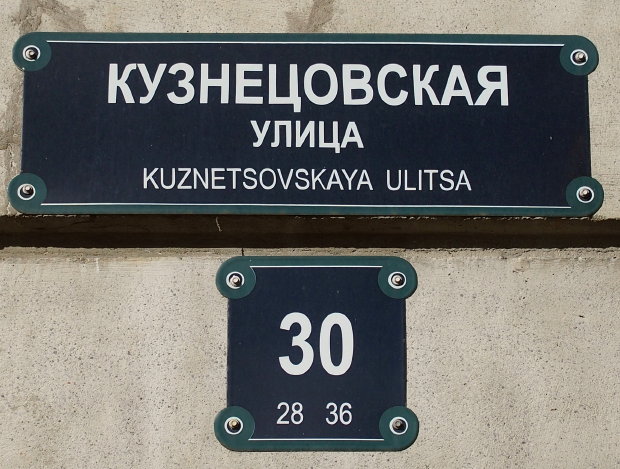 КУЗНЕЦОВСКАЯ
УЛИЦА
KUZNETSOVSKAYA ULITSA
30
28 36